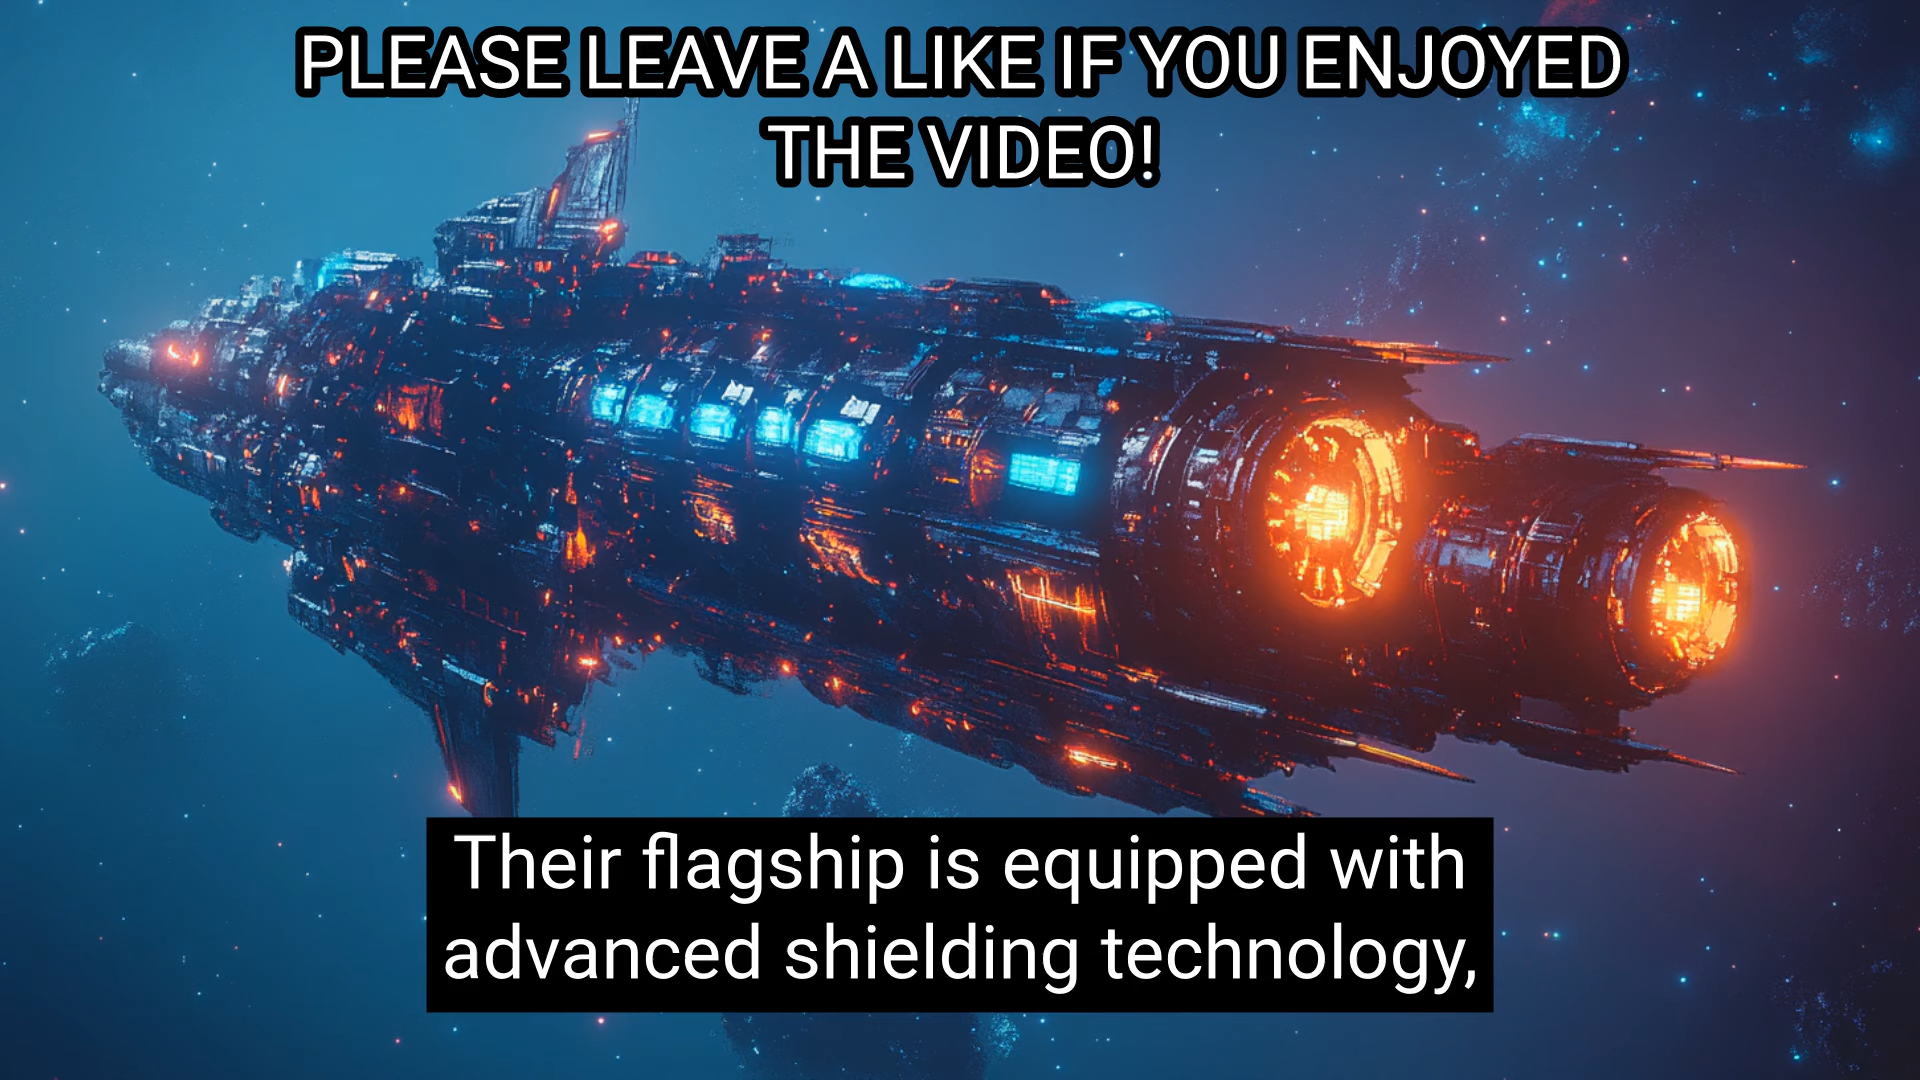 PLEASE LEAVE A LIKE IF YOU ENJOYED
THE VIDEO!
Their flagship is equipped with
advanced shielding technology,